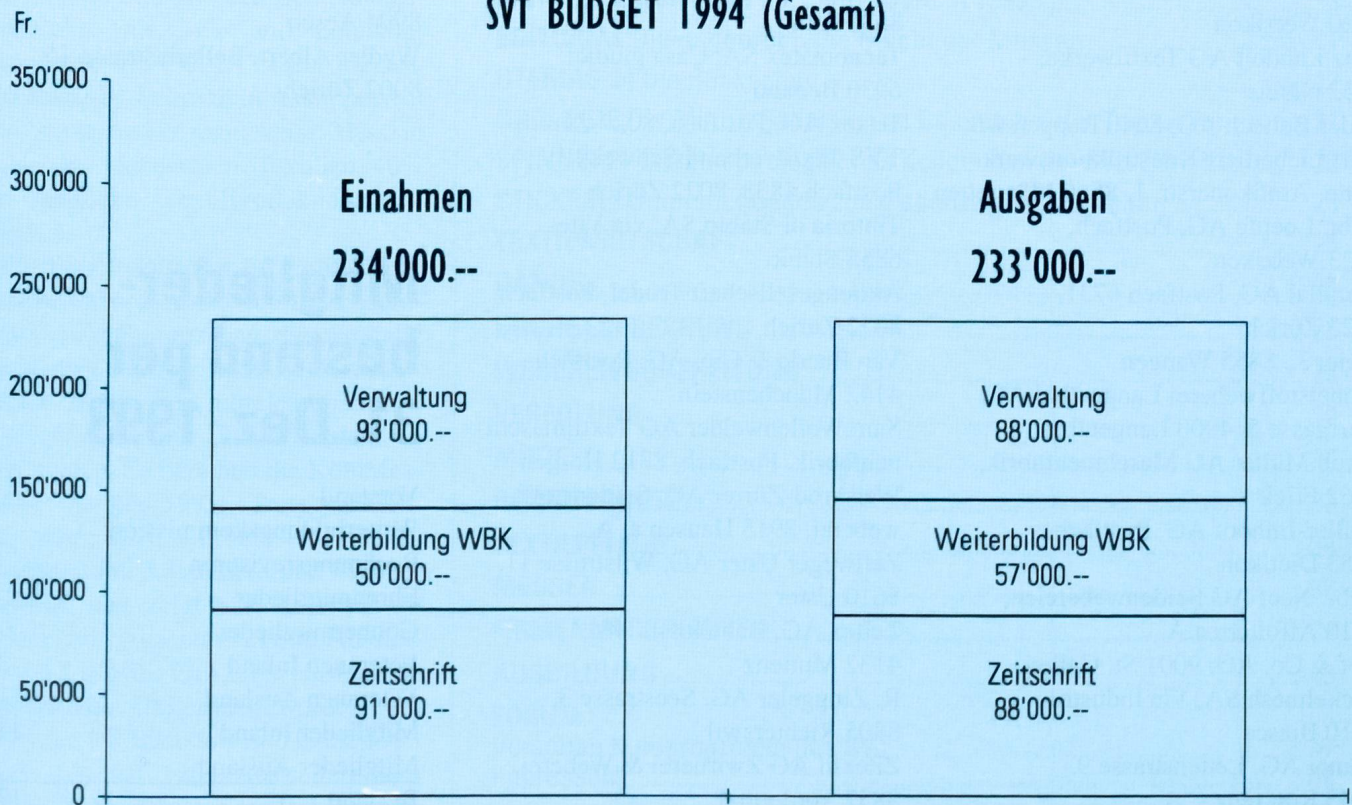 SVT BUDGET 1994 (Gesamt)
Fr.
350'000
300'000
250'000
200'000
150'000
100'000
50'000
0
Einahmen
234'000.--
Verwaltung
93'000.--
Weiterbildung WBK
50'000.--
Zeitschrift
91'000.--
Ausgaben
233'000.--
Verwaltung
88'000.--
Weiterbildung WBK
57'000.--
Zeitschrift
88'000.--